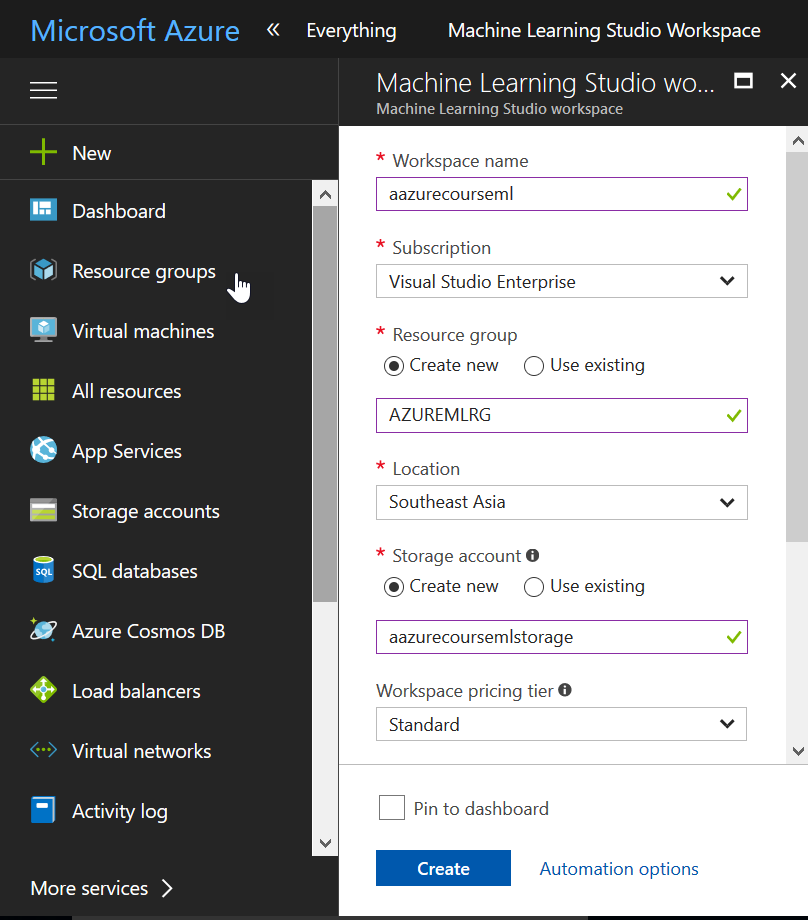 Microsoft Azure « Everything Machine Learning Studio Workspace
New
Dashboard
Resource groups
Virtual machines
All resources
App Services
Storage accounts
SQL databases
Azure Cosmos DB
Load balancers
Virtual networks
Activity log
More services >
Machine Learning Studio wo...
Machine Learning Studio workspace
* Workspace name
aazurecourseml
* Subscription
Visual Studio Enterprise
* Resource group
Create new Use existing
AZUREMLRG
* Location
Southeast Asia
* Storage account
Create new Use existing
aazurecoursemlstorage
Workspace pricing tier
Standard
Pin to dashboard
Create Automation options